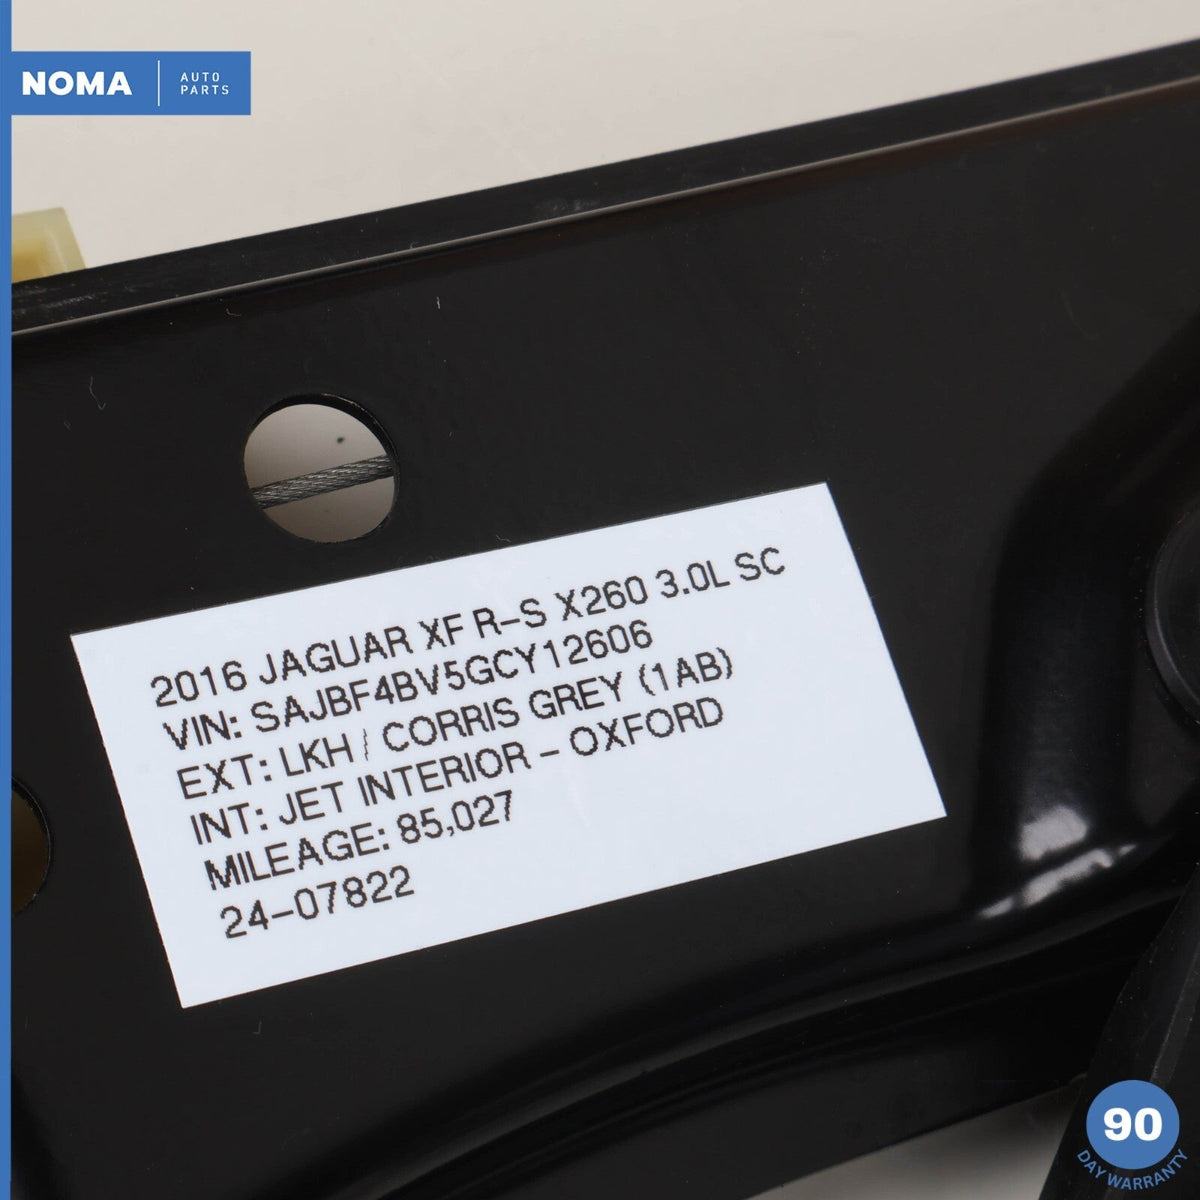 NOMA
AUTO
PARTS
2016 JAGUAR XF R-S X260 3.0L SC
VIN: SAJBF4BV5GCY12606
EXT: LKH / CORRIS GREY (1AB)
INT: JET INTERIOR - OXFORD
MILEAGE: 85,027
24-07822
90
DAY WARRANTY